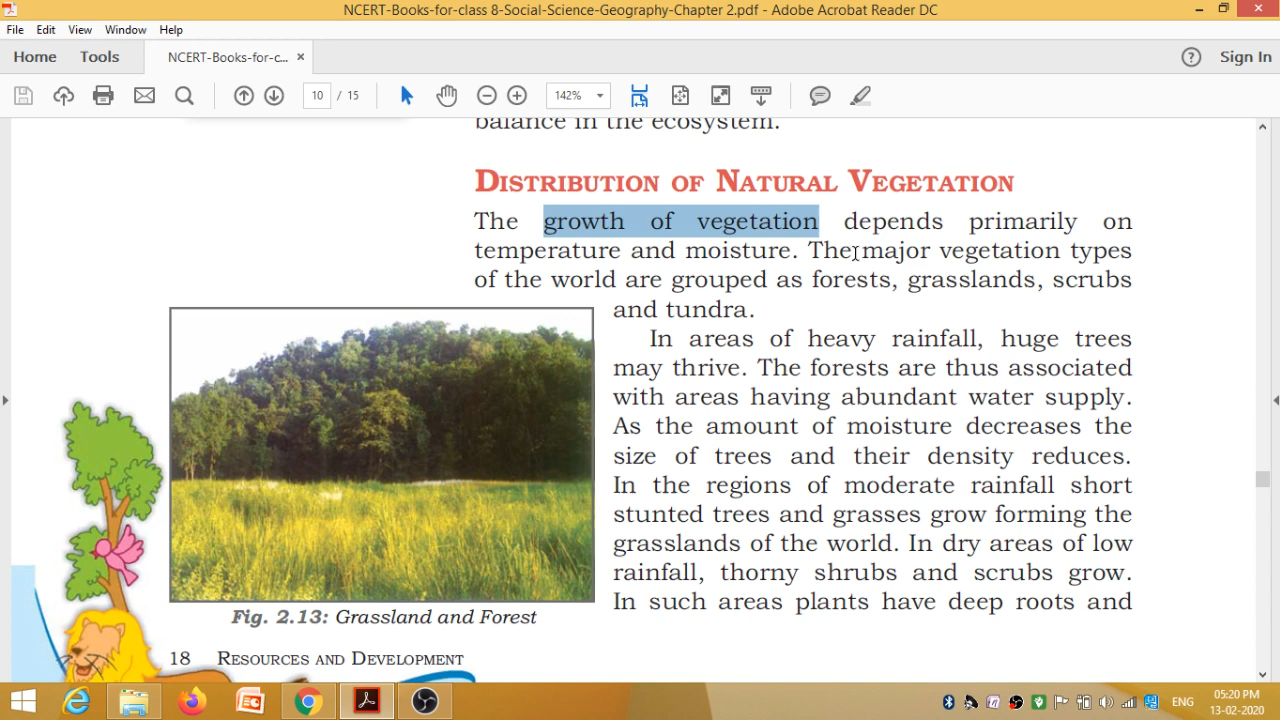 NCERT-Books-for-class 8-Social-Science-Geography-Chapter 2.pdf - Adobe Acrobat Reader DC
File Edit View Window Help
Home Tools NCERT-Books-for-c... × Sign In
10 / 15 142%
balance in the ecosystem.
DISTRIBUTION OF NATURAL VEGETATION
The growth of vegetation depends primarily on
temperature and moisture. The major vegetation types
of the world are grouped as forests, grasslands, scrubs
and tundra.
In areas of heavy rainfall, huge trees
may thrive. The forests are thus associated
with areas having abundant water supply.
As the amount of moisture decreases the
size of trees and their density reduces.
In the regions of moderate rainfall short
stunted trees and grasses grow forming the
grasslands of the world. In dry areas of low
rainfall, thorny shrubs and scrubs grow.
In such areas plants have deep roots and
Fig. 2.13: Grassland and Forest
18 RESOURCES AND DEVELOPMENT
ENG
05:20 PM
13-02-2020